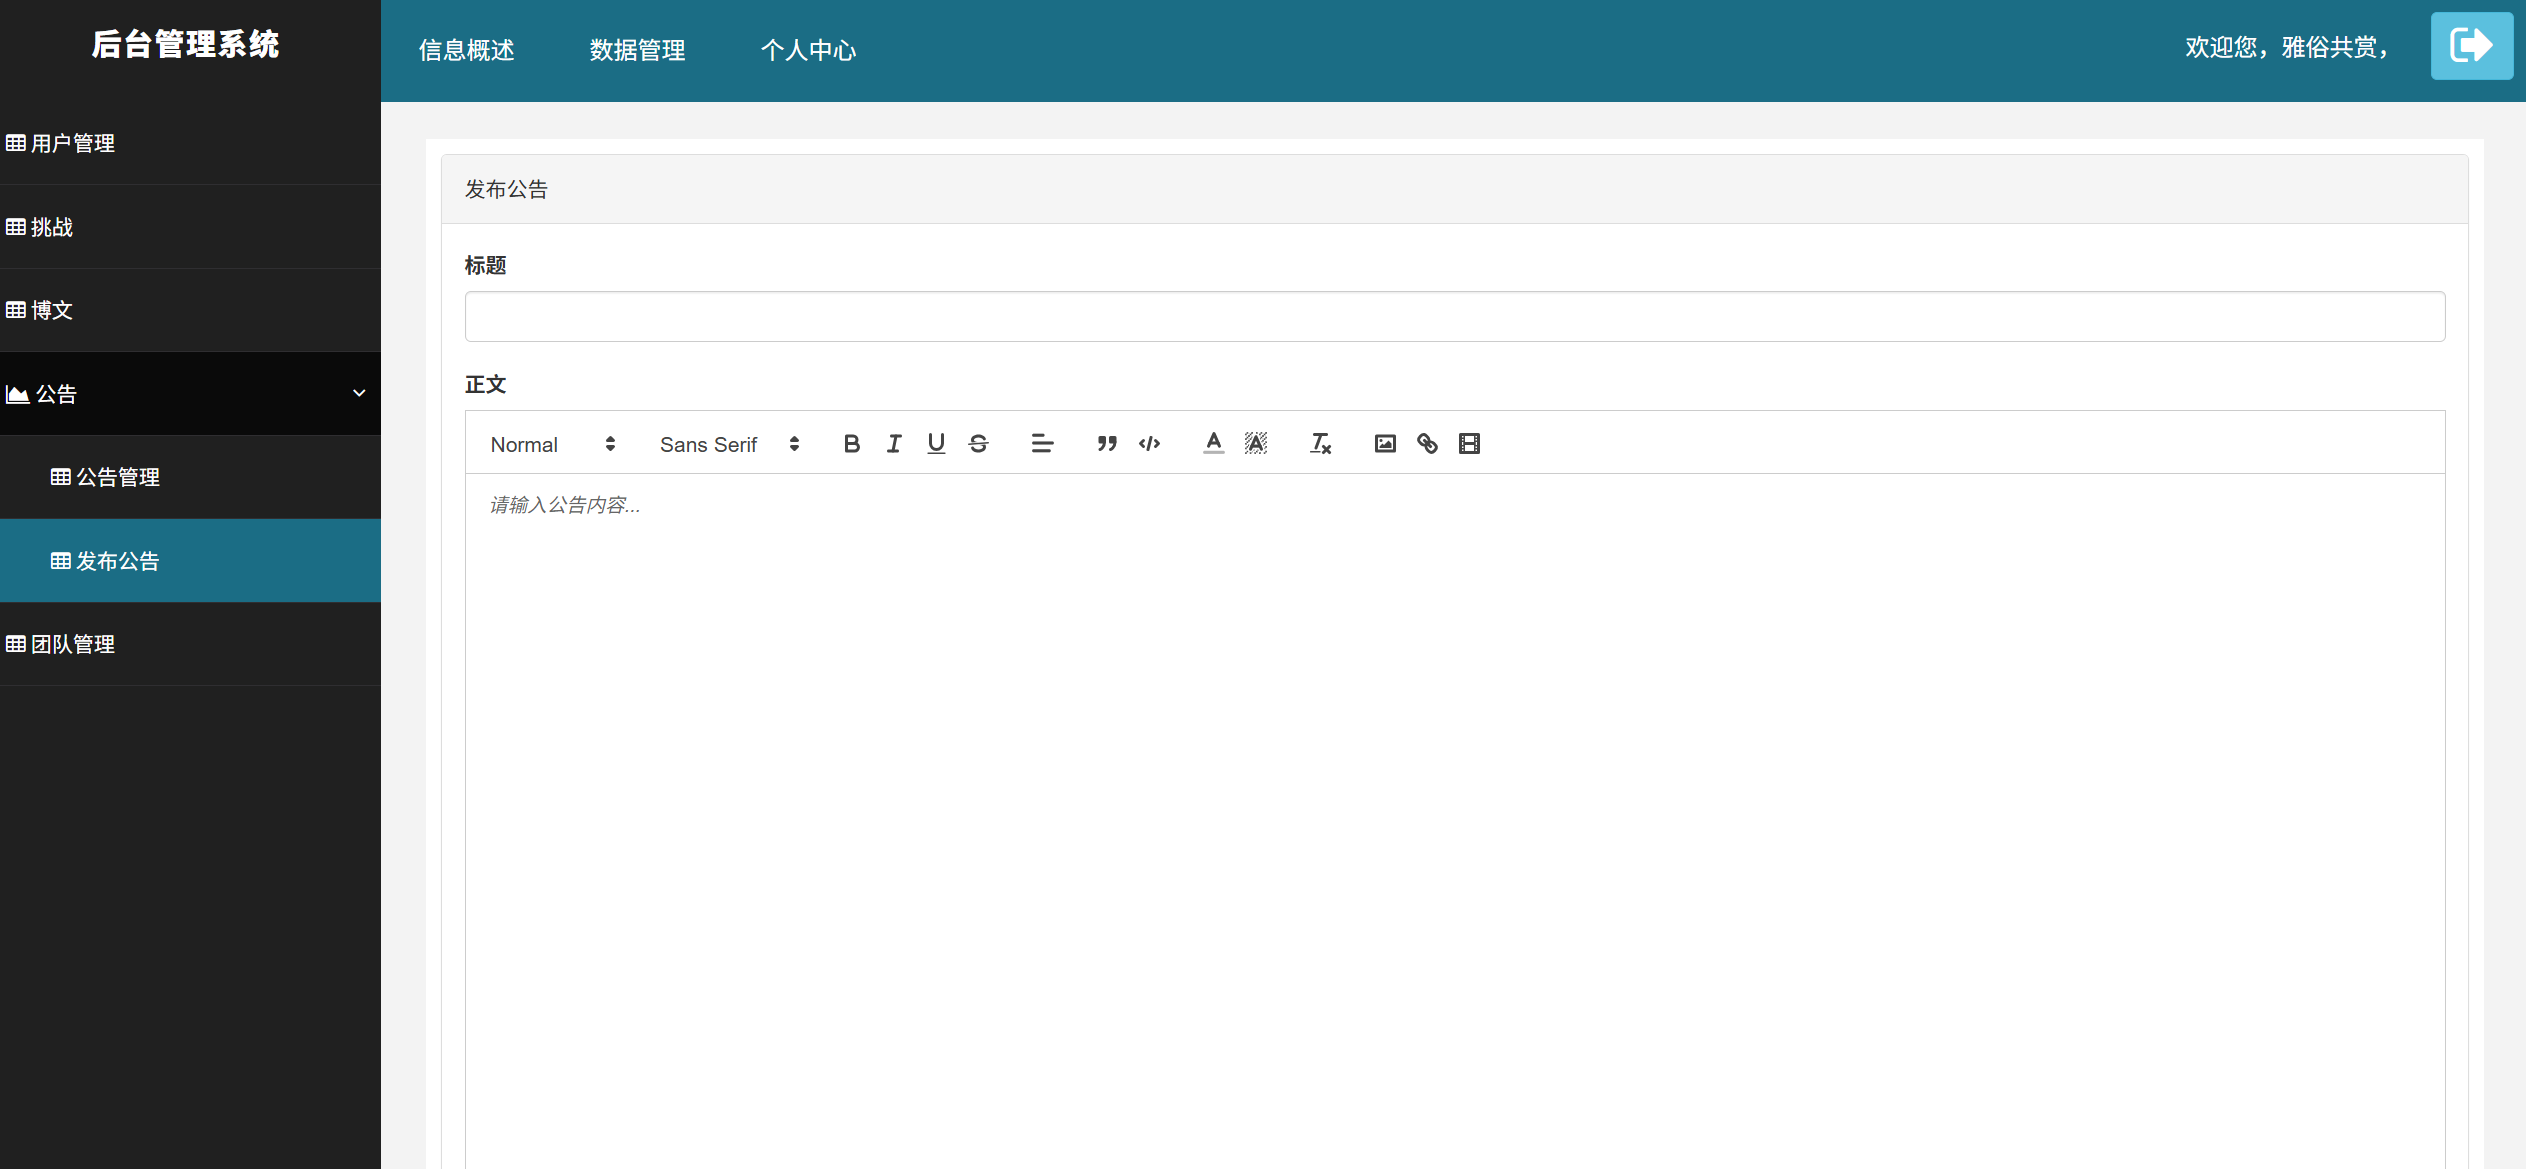 后台管理系统
信息概述
数据管理
个人中心
欢迎您，雅俗共赏，
用户管理
挑战
博文
公告
公告管理
发布公告
团队管理
发布公告
标题
正文
Normal
Sans Serif
请输入公告内容...